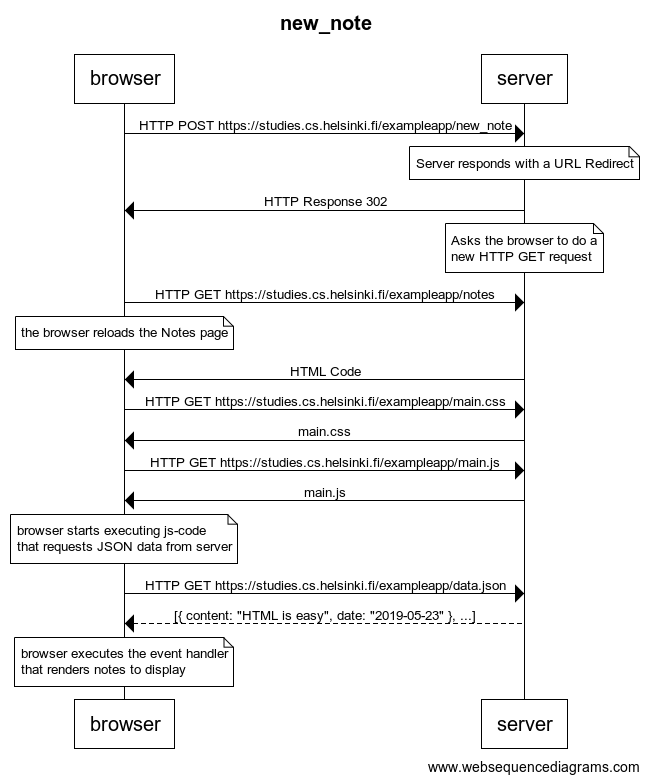 new_note
browser
server
HTTP POST https://studies.cs.helsinki.fi/exampleapp/new_note
Server responds with a URL Redirect
HTTP Response 302
Asks the browser to do a
new HTTP GET request
HTTP GET https://studies.cs.helsinki.fi/exampleapp/notes
the browser reloads the Notes page
HTML Code
HTTP GET https://studies.cs.helsinki.fi/exampleapp/main.css
main.css
HTTP GET https://studies.cs.helsinki.fi/exampleapp/main.js
main.js
browser starts executing js-code
that requests JSON data from server
HTTP GET https://studies.cs.helsinki.fi/exampleapp/data.json
[{ content: "HTML is easy", date: "2019-05-23" }, ...]
browser executes the event handler
that renders notes to display
browser
server
www.websequencediagrams.com